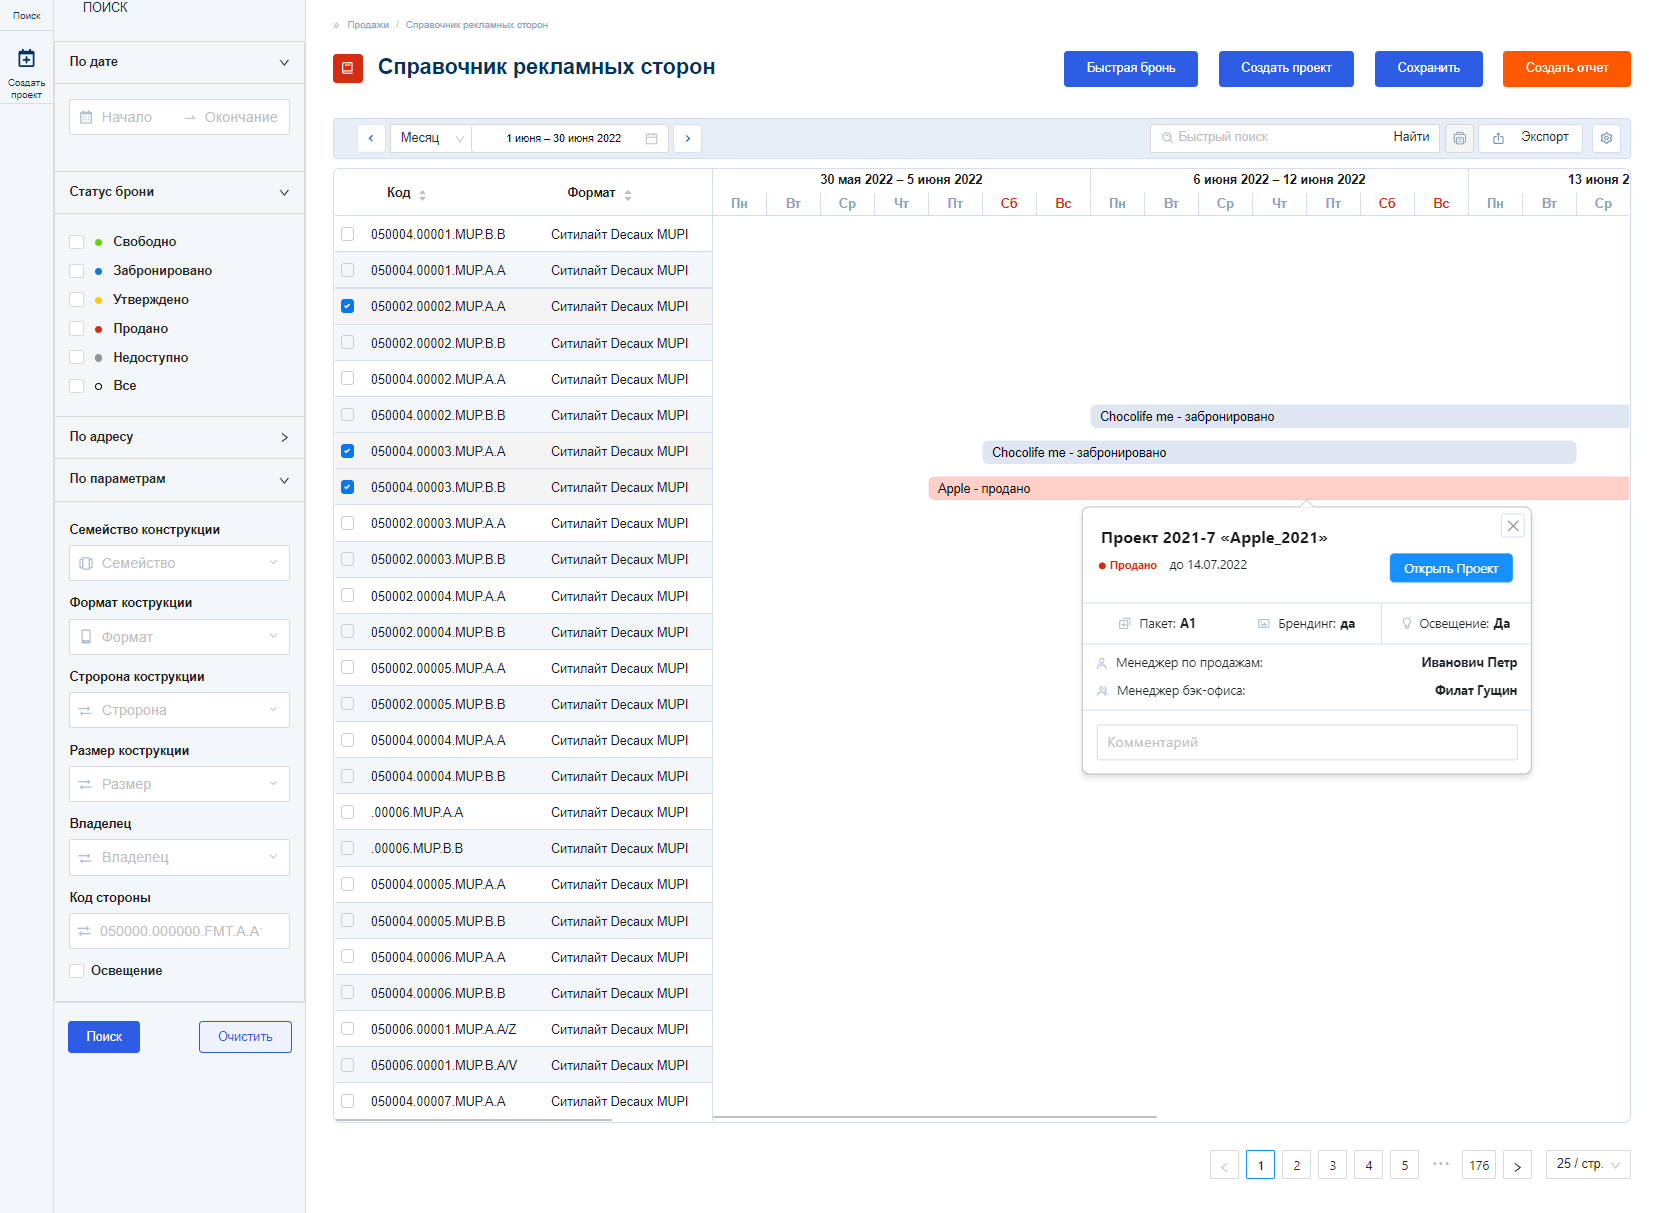 Поиск
Создать
проект
ПОИСК
По дате
Начало
Окончание
Статус брони
Свободно
Забронировано
Утверждено
Продано
Недоступно
Все
По адресу
По параметрам
Семейство конструкции
Семейство
Формат кострукции
Формат
Стророна кострукции
Стророна
Размер кострукции
Размер
Владелец
Владелец
Код стороны
050000.000000.FMT.A.A
Освещение
Поиск
Очистить
» Продажи / Справочник рекламных сторон
Справочник рекламных сторон
Быстрая бронь
Создать проект
Сохранить
Создать отчет
Месяц
1 июня – 30 июня 2022
Быстрый поиск
Найти
Экспорт
Код Формат
30 мая 2022 – 5 июня 2022
6 июня 2022 – 12 июня 2022
13 июня 2
Пн Вт Ср Чт Пт Сб Вс Пн Вт Ср Чт Пт Сб Вс Пн Вт Ср
050004.00001.MUP.B.B Ситилайт Decaux MUPI
050004.00001.MUP.A.A Ситилайт Decaux MUPI
050002.00002.MUP.A.A Ситилайт Decaux MUPI
050002.00002.MUP.B.B Ситилайт Decaux MUPI
050004.00002.MUP.A.A Ситилайт Decaux MUPI
050004.00002.MUP.B.B Ситилайт Decaux MUPI
Chocolife me - забронировано
050004.00003.MUP.A.A Ситилайт Decaux MUPI
Chocolife me - забронировано
050004.00003.MUP.B.B Ситилайт Decaux MUPI
Apple - продано
050002.00003.MUP.A.A Ситилайт Decaux MUPI
050002.00003.MUP.B.B Ситилайт Decaux MUPI
050002.00004.MUP.A.A Ситилайт Decaux MUPI
050002.00004.MUP.B.B Ситилайт Decaux MUPI
050002.00005.MUP.A.A Ситилайт Decaux MUPI
050002.00005.MUP.B.B Ситилайт Decaux MUPI
050004.00004.MUP.A.A Ситилайт Decaux MUPI
050004.00004.MUP.B.B Ситилайт Decaux MUPI
.00006.MUP.A.A Ситилайт Decaux MUPI
.00006.MUP.B.B Ситилайт Decaux MUPI
050004.00005.MUP.A.A Ситилайт Decaux MUPI
050004.00005.MUP.B.B Ситилайт Decaux MUPI
050004.00006.MUP.A.A Ситилайт Decaux MUPI
050004.00006.MUP.B.B Ситилайт Decaux MUPI
050006.00001.MUP.A.A/Z Ситилайт Decaux MUPI
050006.00001.MUP.B.A/V Ситилайт Decaux MUPI
050004.00007.MUP.A.A Ситилайт Decaux MUPI
Проект 2021-7 «Apple_2021»
Продано до 14.07.2022
Открыть Проект
Пакет: А1
Брендинг: да
Освещение: Да
Менеджер по продажам: Иванович Петр
Менеджер бэк-офиса: Филат Гущин
Комментарий
< 1 2 3 4 5 ••• 176 >
25 / стр.